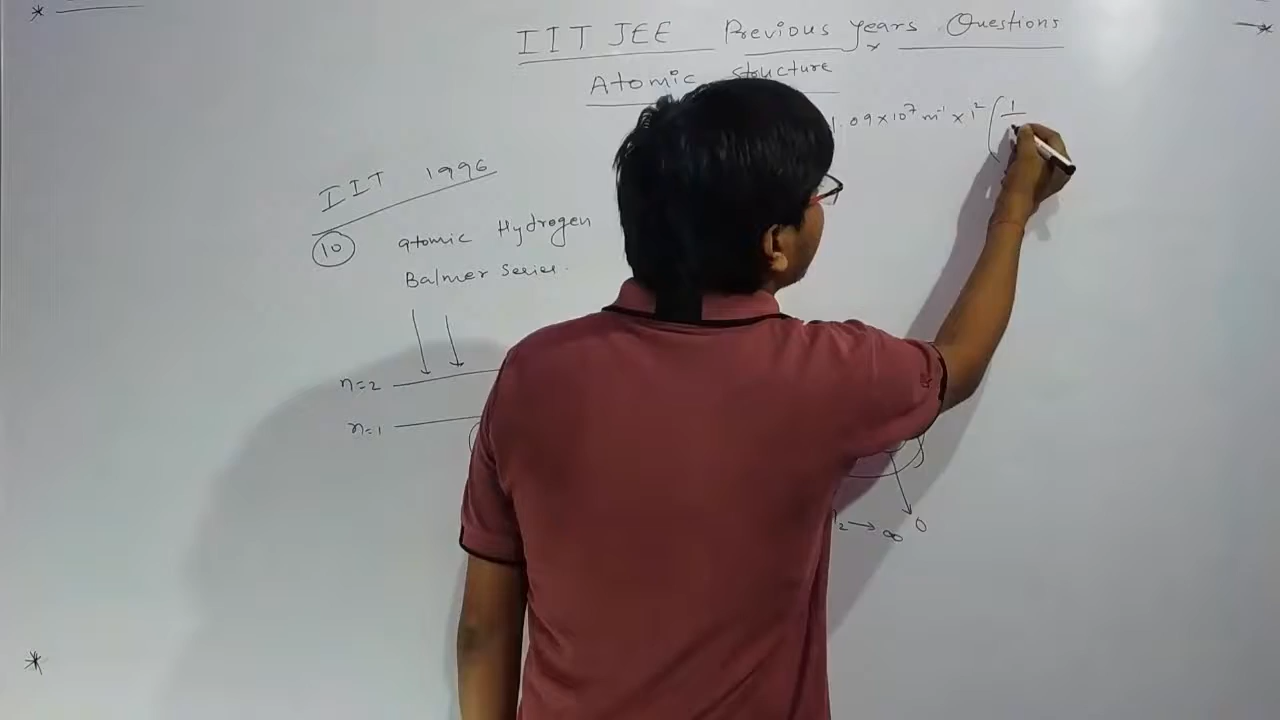 IIT JEE Previous Years Questions
Atomic structure
1.09×10⁷ m⁻¹ × 1² ( 1
IIT 1996
10 atomic Hydrogen
Balmer Series.
n=2
n=1
→ ∞ 0